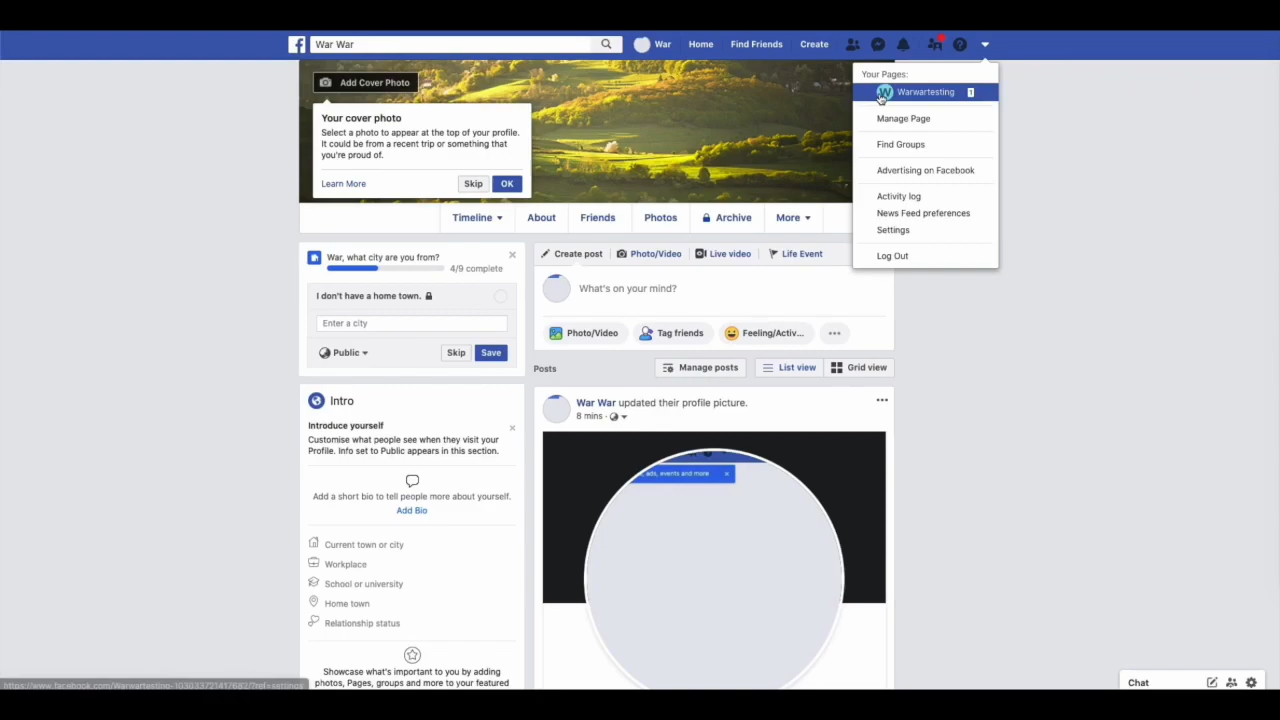 War War
War
Home
Find Friends
Create
Your Pages:
W Warwartesting 1
Manage Page
Find Groups
Advertising on Facebook
Activity log
News Feed preferences
Settings
Log Out
Add Cover Photo
Your cover photo
Select a photo to appear at the top of your profile.
It could be from a recent trip or something that
you're proud of.
Learn More
Skip
OK
Timeline
About
Friends
Photos
Archive
More
War, what city are you from?
4/9 complete
I don't have a home town.
Enter a city
Public
Skip
Save
Intro
Introduce yourself
Customise what people see when they visit your
Profile. Info set to Public appears in this section.
Add a short bio to tell people more about yourself.
Add Bio
Current town or city
Workplace
School or university
Home town
Relationship status
Showcase what's important to you by adding
photos, Pages, groups and more to your featured
Create post
Photo/Video
Live video
Life Event
What's on your mind?
Photo/Video
Tag friends
Feeling/Activ...
Posts
Manage posts
List view
Grid view
War War updated their profile picture.
8 mins
ads, events and more
Chat